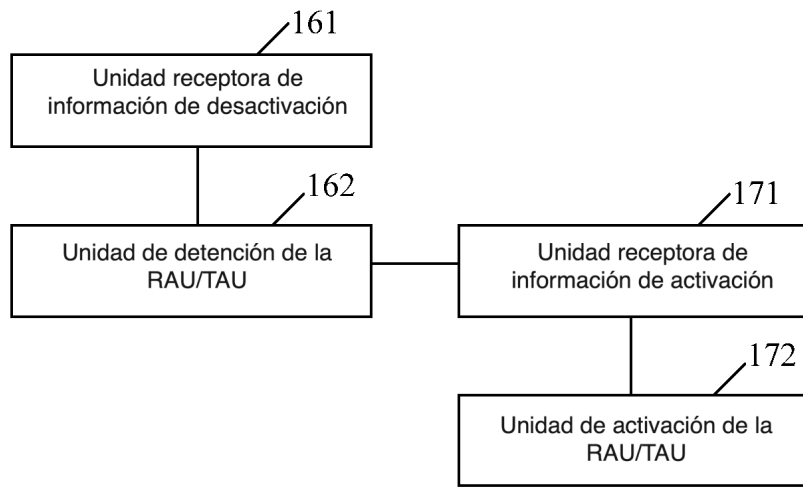 161
Unidad receptora de
información de desactivación
162
Unidad de detención de la
RAU/TAU
171
Unidad receptora de
información de activación
172
Unidad de activación de la
RAU/TAU